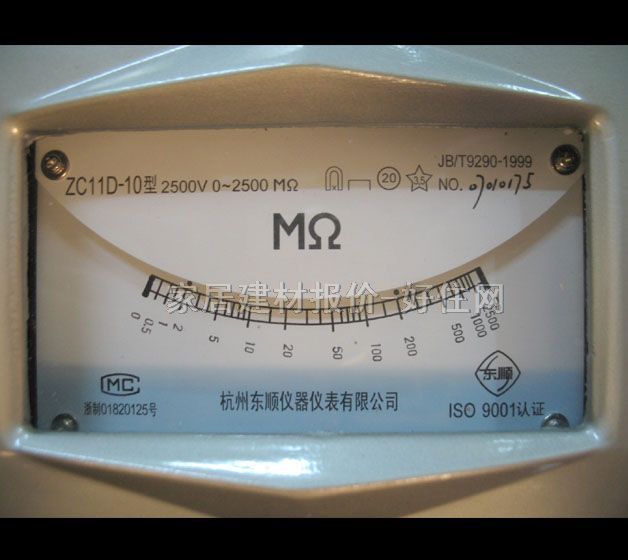 JB/T9290-1999
ZC11D-10型 2500V 0~2500 MΩ 20 3.5 NO. 07010175
MΩ
家居建材报价-好住网
0 0.5 1 2 5 10 20 50 100 200 500 1000 2500
MC
东顺
浙制01820125号
杭州东顺仪器仪表有限公司
ISO 9001认证